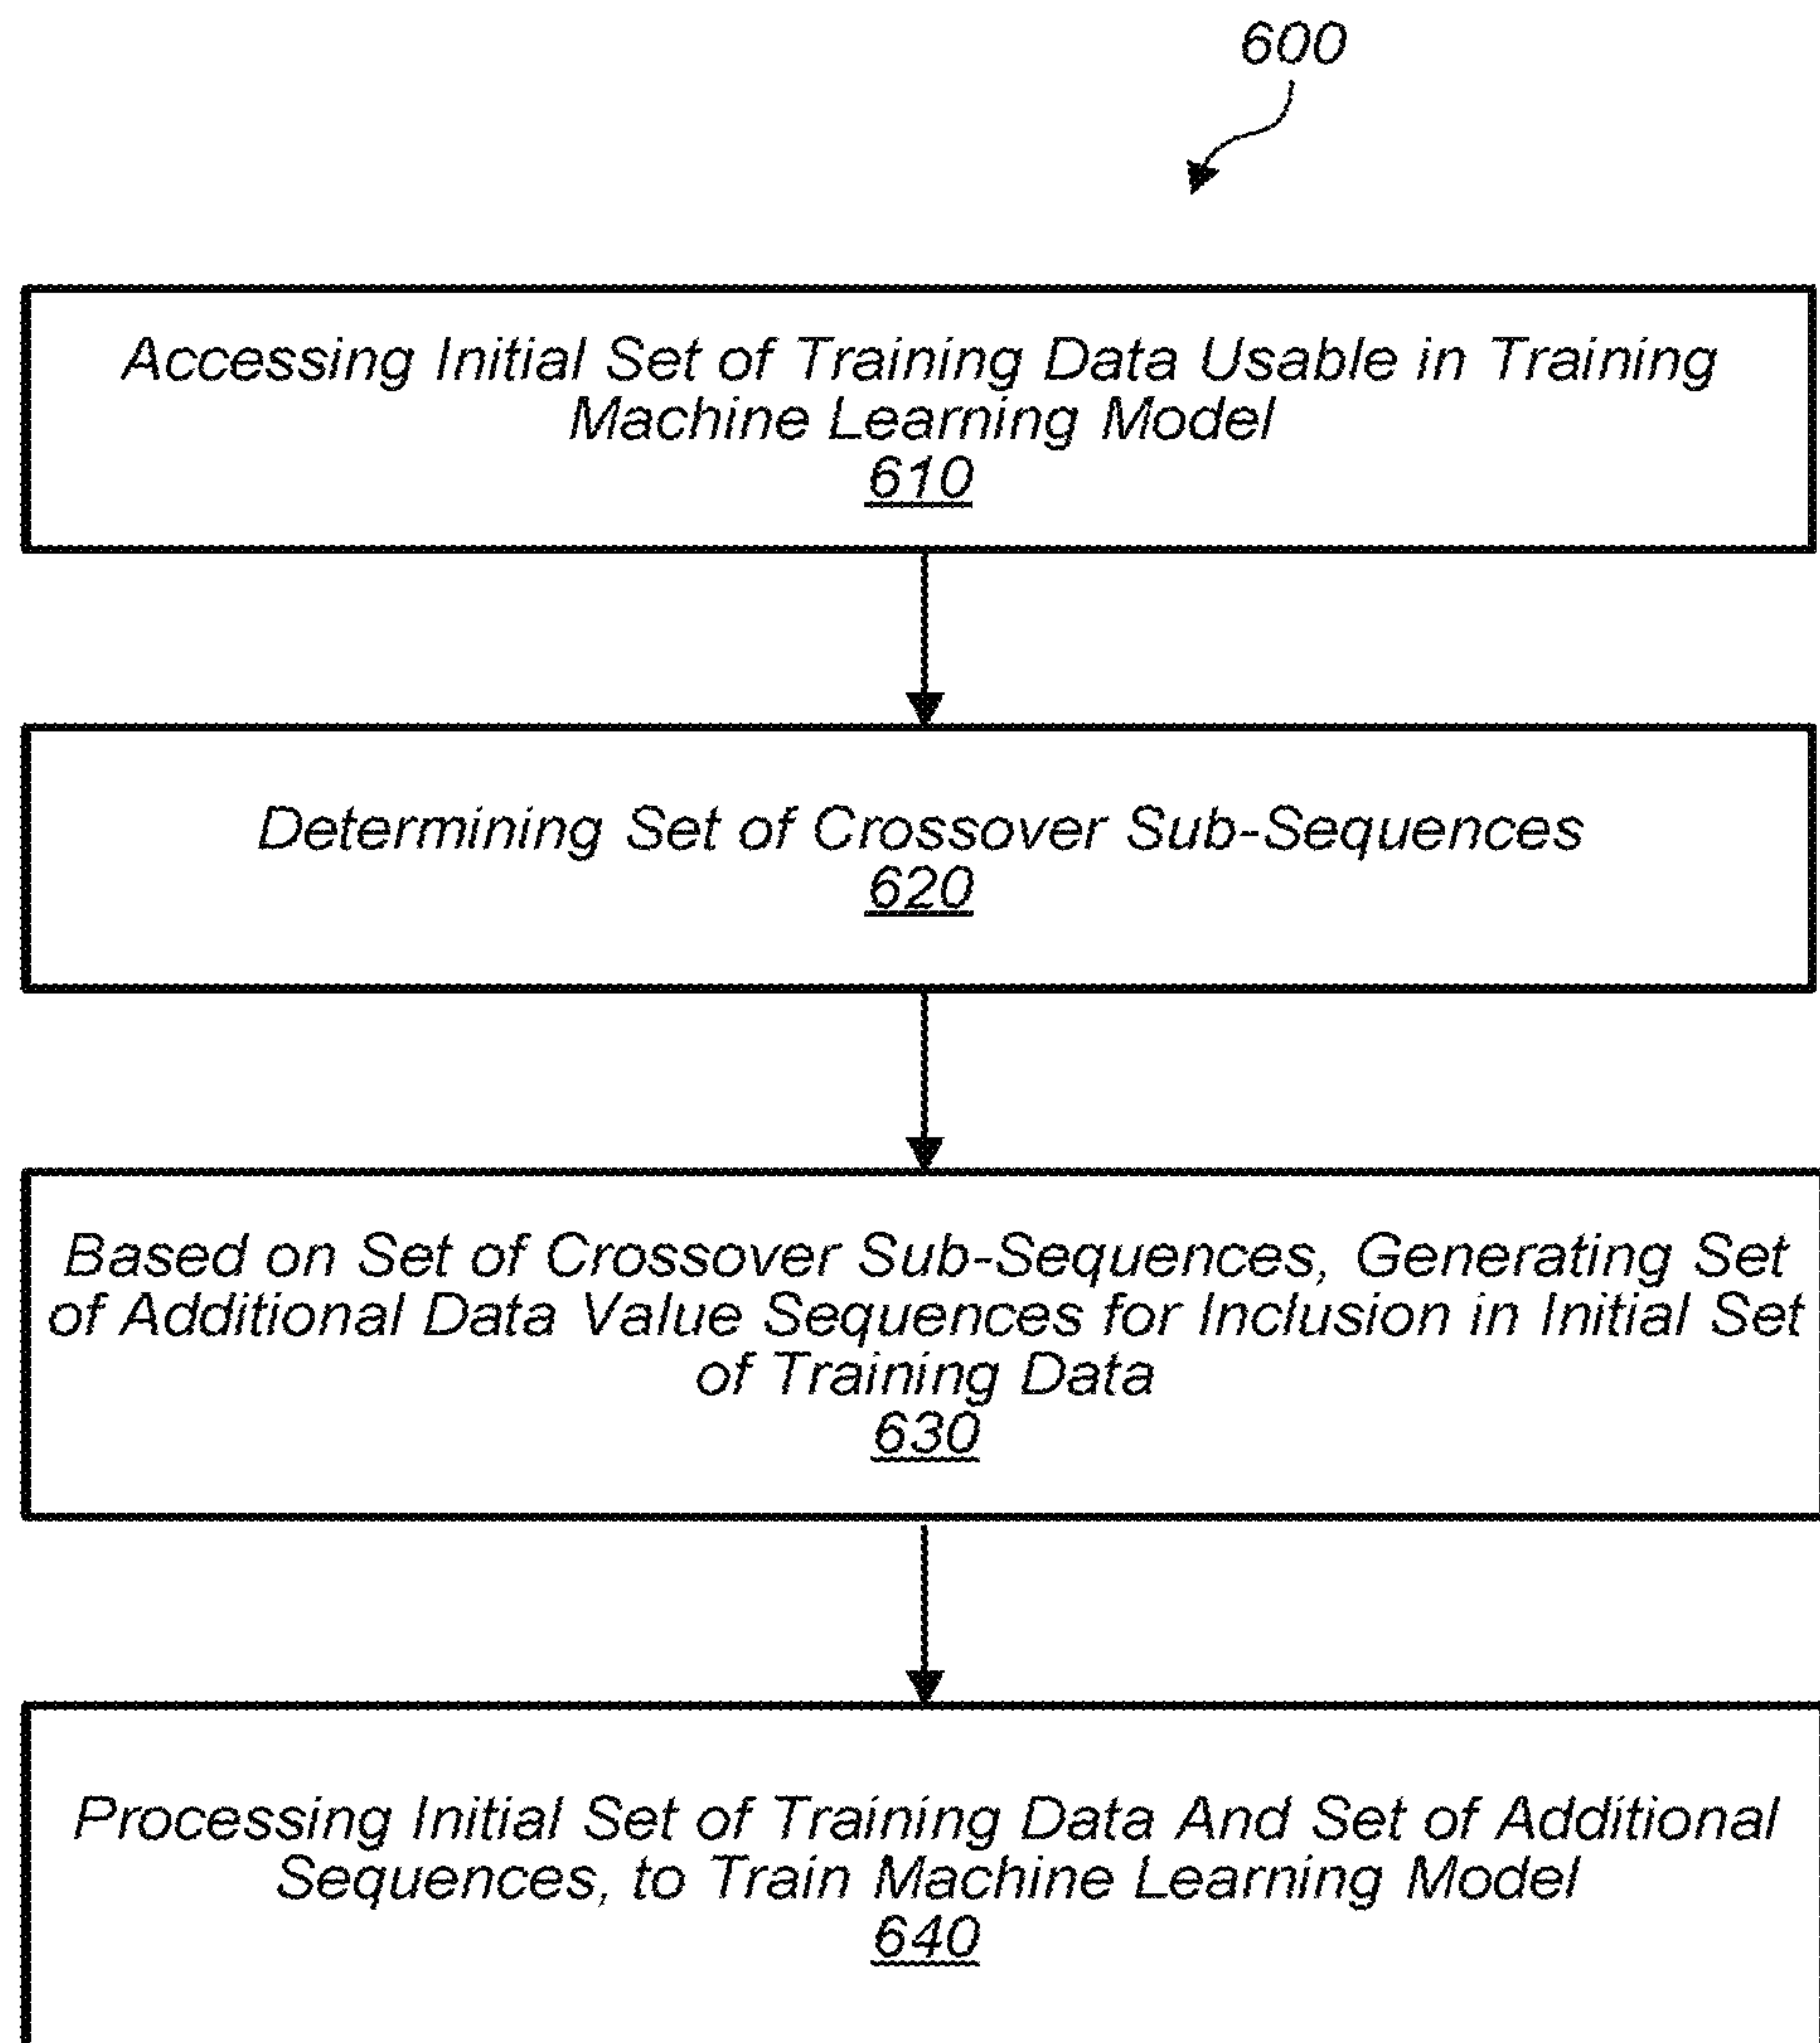 600
Accessing Initial Set of Training Data Usable in Training
Machine Learning Model
610
Determining Set of Crossover Sub-Sequences
620
Based on Set of Crossover Sub-Sequences, Generating Set
of Additional Data Value Sequences for Inclusion in Initial Set
of Training Data
630
Processing Initial Set of Training Data And Set of Additional
Sequences, to Train Machine Learning Model
640